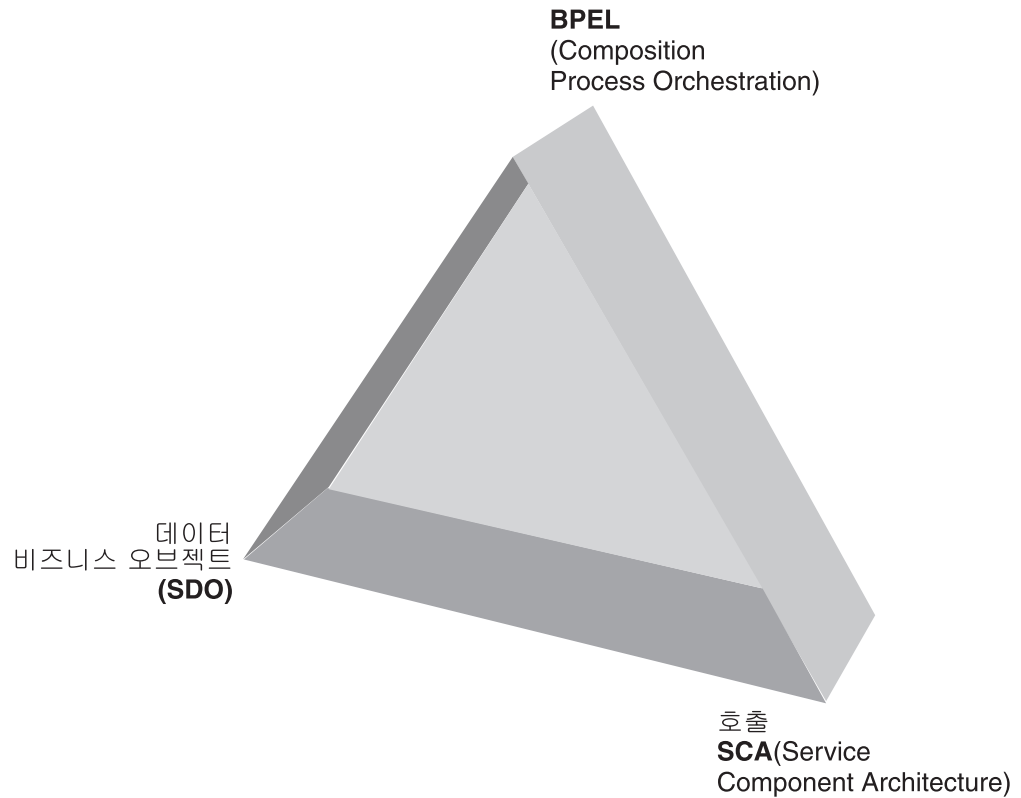 BPEL
(Composition
Process Orchestration)
데이터
비즈니스 오브젝트
(SDO)
호출
SCA(Service
Component Architecture)